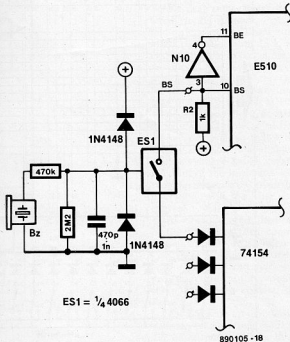 11 BE
4
N10
E510
3
BS 10 BS
R2 1k
1N4148
ES1
470k
2M2
470p
1n
1N4148
Bz
74154
ES1 = 1/4 4066
890105 - 18